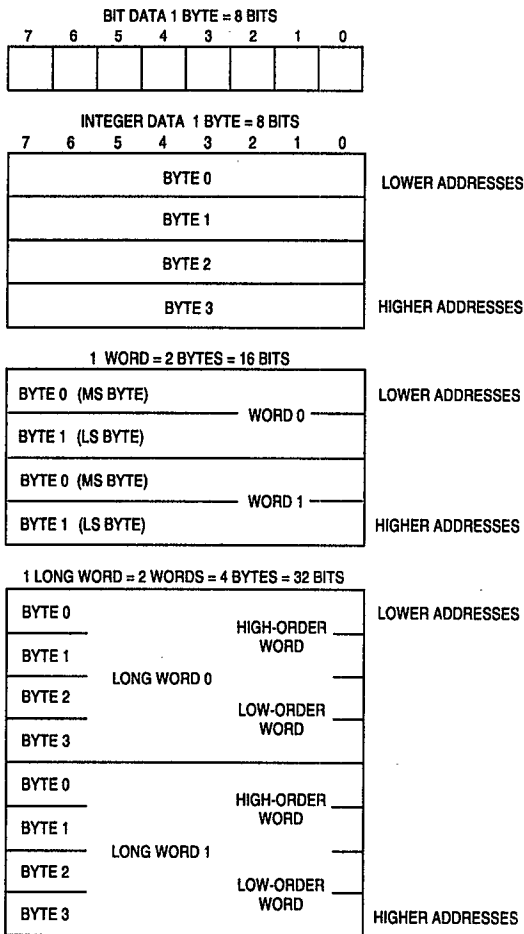 BIT DATA 1 BYTE = 8 BITS
7 6 5 4 3 2 1 0
INTEGER DATA 1 BYTE = 8 BITS
7 6 5 4 3 2 1 0
BYTE 0
LOWER ADDRESSES
BYTE 1
BYTE 2
BYTE 3
HIGHER ADDRESSES
1 WORD = 2 BYTES = 16 BITS
BYTE 0 (MS BYTE)
LOWER ADDRESSES
WORD 0
BYTE 1 (LS BYTE)
BYTE 0 (MS BYTE)
WORD 1
BYTE 1 (LS BYTE)
HIGHER ADDRESSES
1 LONG WORD = 2 WORDS = 4 BYTES = 32 BITS
BYTE 0
LOWER ADDRESSES
HIGH-ORDER
WORD
BYTE 1
LONG WORD 0
BYTE 2
LOW-ORDER
WORD
BYTE 3
BYTE 0
HIGH-ORDER
WORD
BYTE 1
LONG WORD 1
BYTE 2
LOW-ORDER
WORD
BYTE 3
HIGHER ADDRESSES